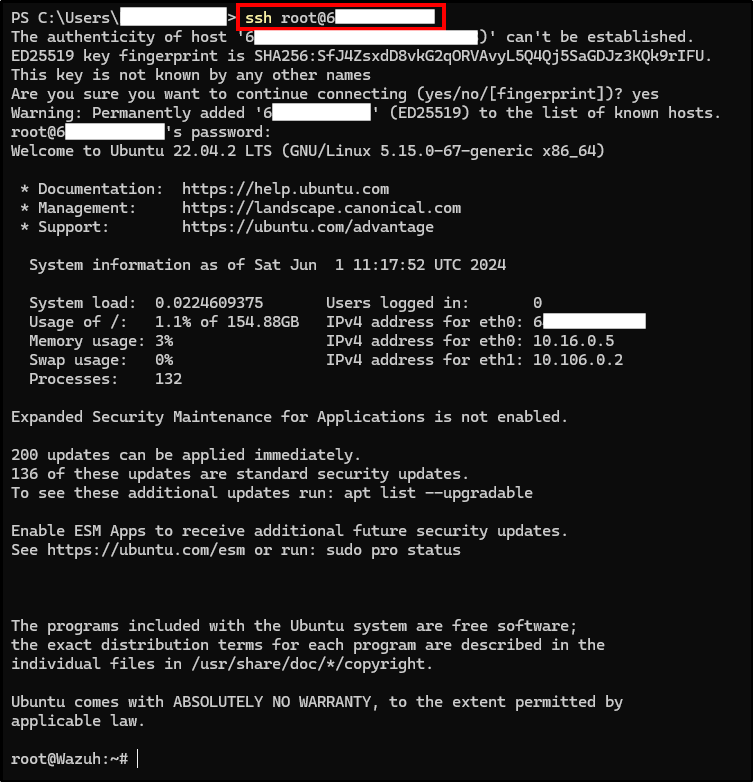 PS C:\Users\ > ssh root@6
The authenticity of host '6 )' can't be established.
ED25519 key fingerprint is SHA256:SfJ4ZsxdD8vkG2qORVAvyL5Q4Qj5SaGDJz3KQk9rIFU.
This key is not known by any other names
Are you sure you want to continue connecting (yes/no/[fingerprint])? yes
Warning: Permanently added '6 ' (ED25519) to the list of known hosts.
root@6 's password:
Welcome to Ubuntu 22.04.2 LTS (GNU/Linux 5.15.0-67-generic x86_64)
* Documentation:  https://help.ubuntu.com
* Management:     https://landscape.canonical.com
* Support:        https://ubuntu.com/advantage
System information as of Sat Jun  1 11:17:52 UTC 2024
System load:  0.0224609375       Users logged in:       0
Usage of /:   1.1% of 154.88GB   IPv4 address for eth0: 6
Memory usage: 3%                 IPv4 address for eth0: 10.16.0.5
Swap usage:   0%                 IPv4 address for eth1: 10.106.0.2
Processes:    132
Expanded Security Maintenance for Applications is not enabled.
200 updates can be applied immediately.
136 of these updates are standard security updates.
To see these additional updates run: apt list --upgradable
Enable ESM Apps to receive additional future security updates.
See https://ubuntu.com/esm or run: sudo pro status
The programs included with the Ubuntu system are free software;
the exact distribution terms for each program are described in the
individual files in /usr/share/doc/*/copyright.
Ubuntu comes with ABSOLUTELY NO WARRANTY, to the extent permitted by
applicable law.
root@Wazuh:~#